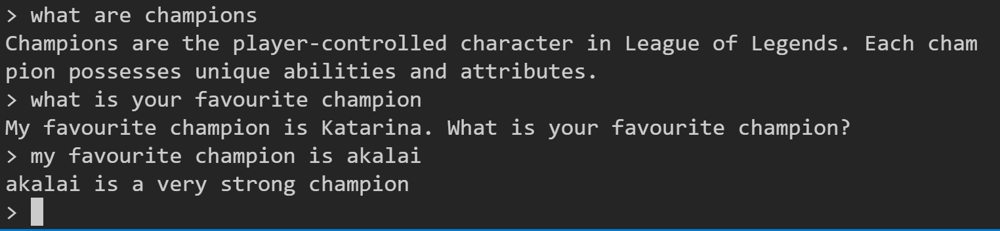 > what are champions
Champions are the player-controlled character in League of Legends. Each cham
pion possesses unique abilities and attributes.
> what is your favourite champion
My favourite champion is Katarina. What is your favourite champion?
> my favourite champion is akalai
akalai is a very strong champion
>